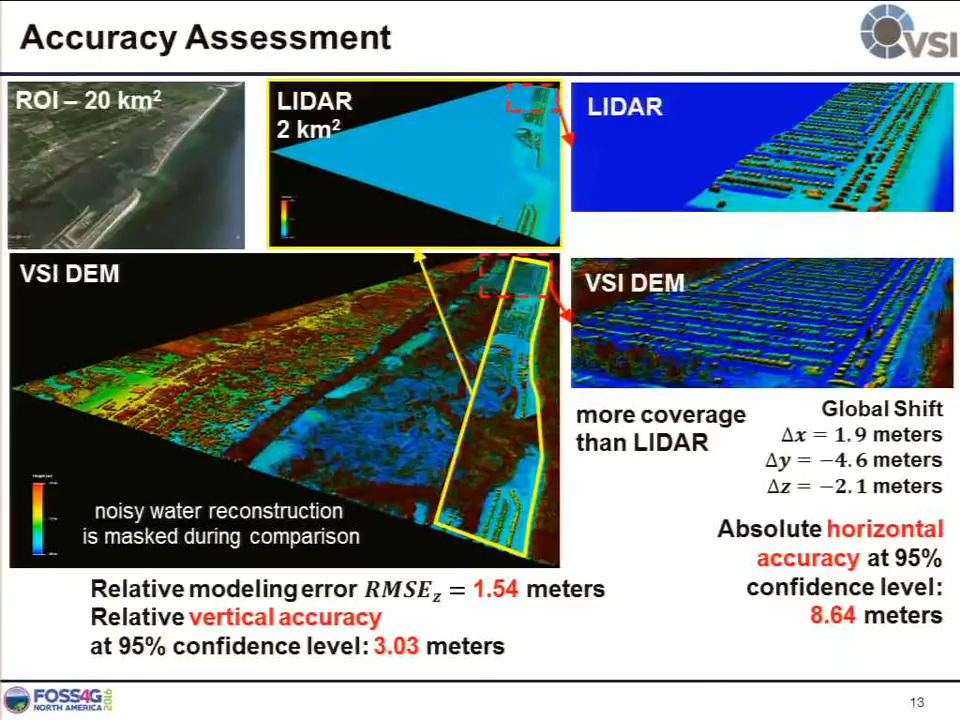 Accuracy Assessment
VSI
ROI – 20 km²
LIDAR
2 km²
LIDAR
VSI DEM
VSI DEM
noisy water reconstruction
is masked during comparison
more coverage
than LIDAR
Global Shift
Δx = 1.9 meters
Δy = −4.6 meters
Δz = −2.1 meters
Absolute horizontal
accuracy at 95%
confidence level:
8.64 meters
Relative modeling error RMSE_z = 1.54 meters
Relative vertical accuracy
at 95% confidence level: 3.03 meters
FOSS4G
NORTH AMERICA 2016
13